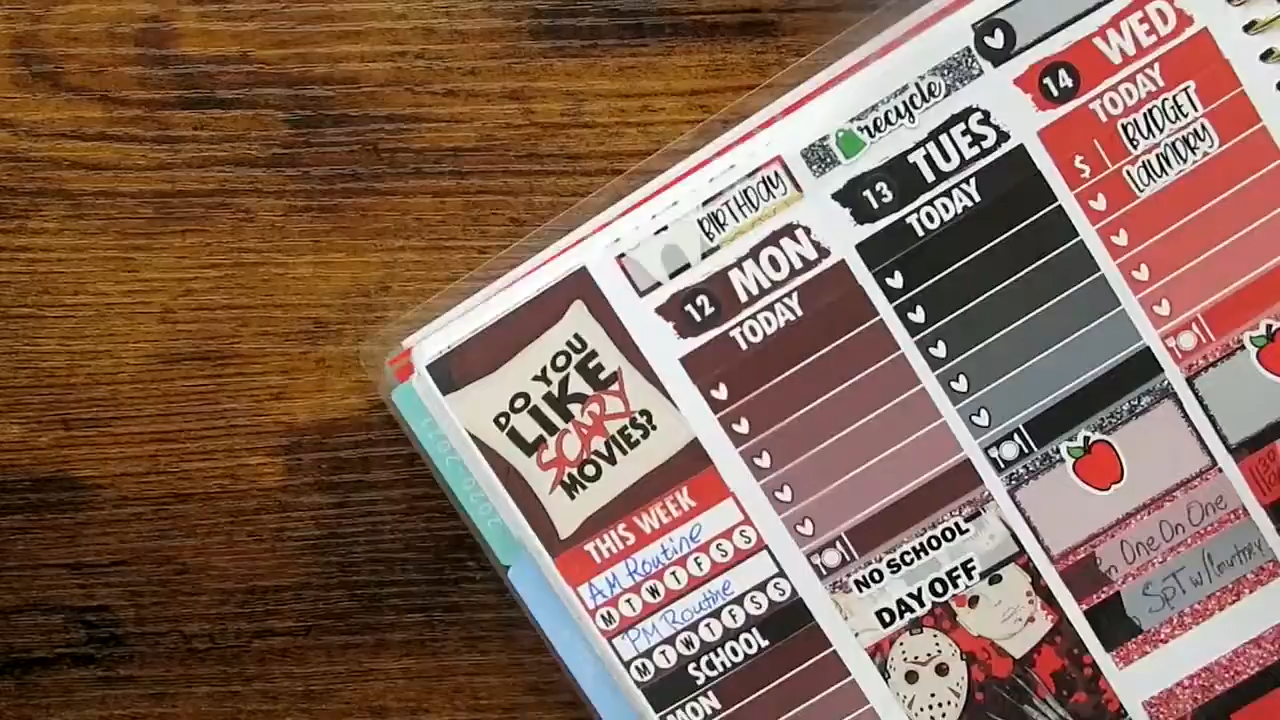 DO YOU
LIKE
SCARY
MOVIES?
THIS WEEK
AM Routine
M T W T F S S
PM Routine
M T W T F S S
SCHOOL
MON
BIRTHDAY
12 MON
TODAY
NO SCHOOL
DAY OFF
recycle
13 TUES
TODAY
One On One
SpT w/Courtney
14 WED
TODAY
$ BUDGET
LAUNDRY